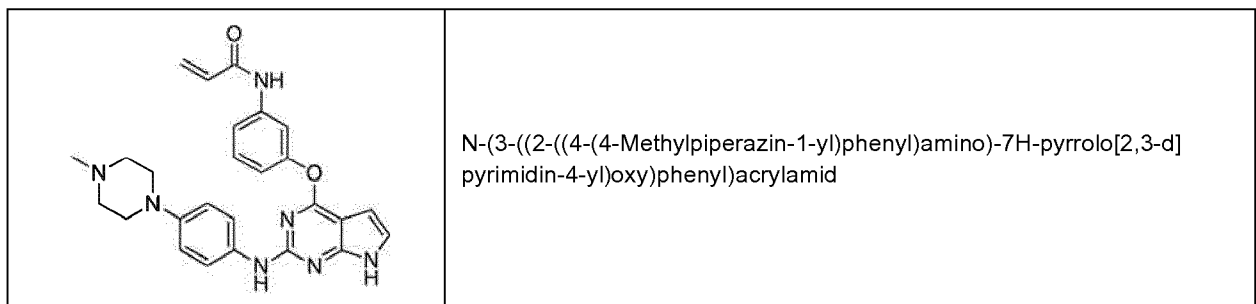 O
NH
N
N
O
N
N
H
N
N
H
N-(3-((2-((4-(4-Methylpiperazin-1-yl)phenyl)amino)-7H-pyrrolo[2,3-d]
pyrimidin-4-yl)oxy)phenyl)acrylamid